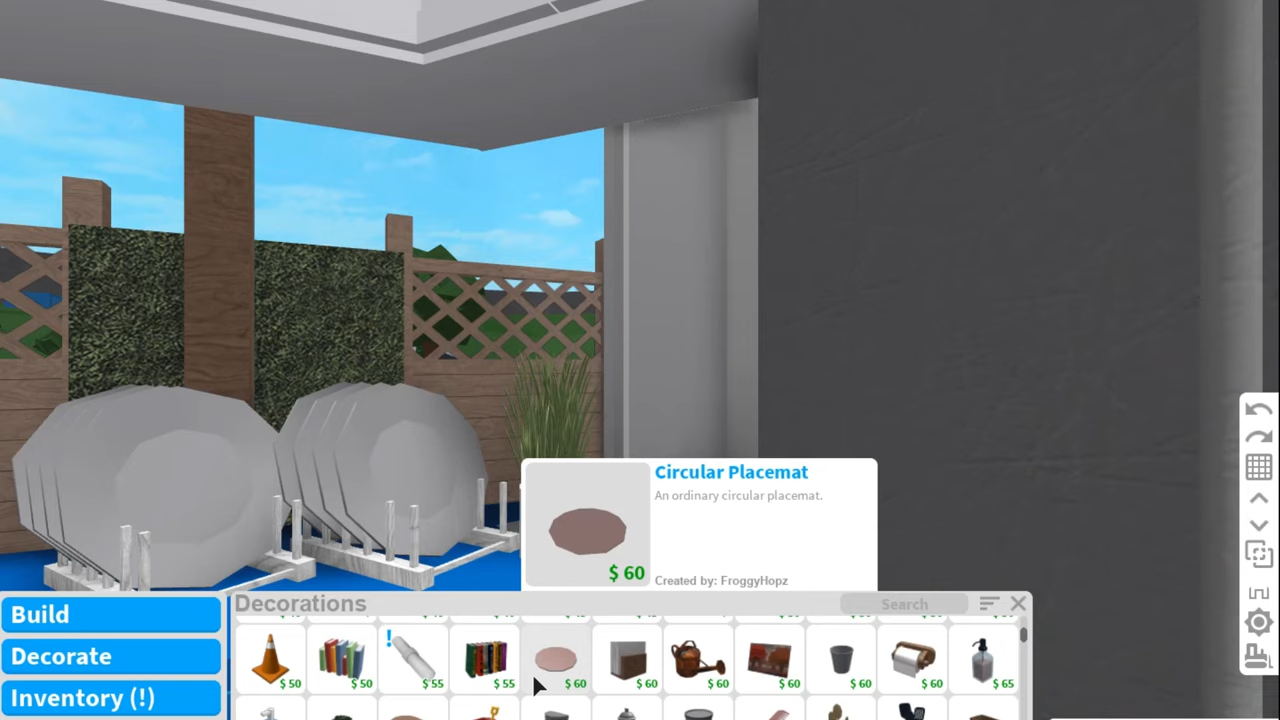 Circular Placemat
An ordinary circular placemat.
$ 60
Created by: FroggyHopz
Build
Decorate
Inventory (!)
Decorations
Search
!
$ 50
$ 50
$ 55
$ 55
$ 60
$ 60
$ 60
$ 60
$ 60
$ 60
$ 65